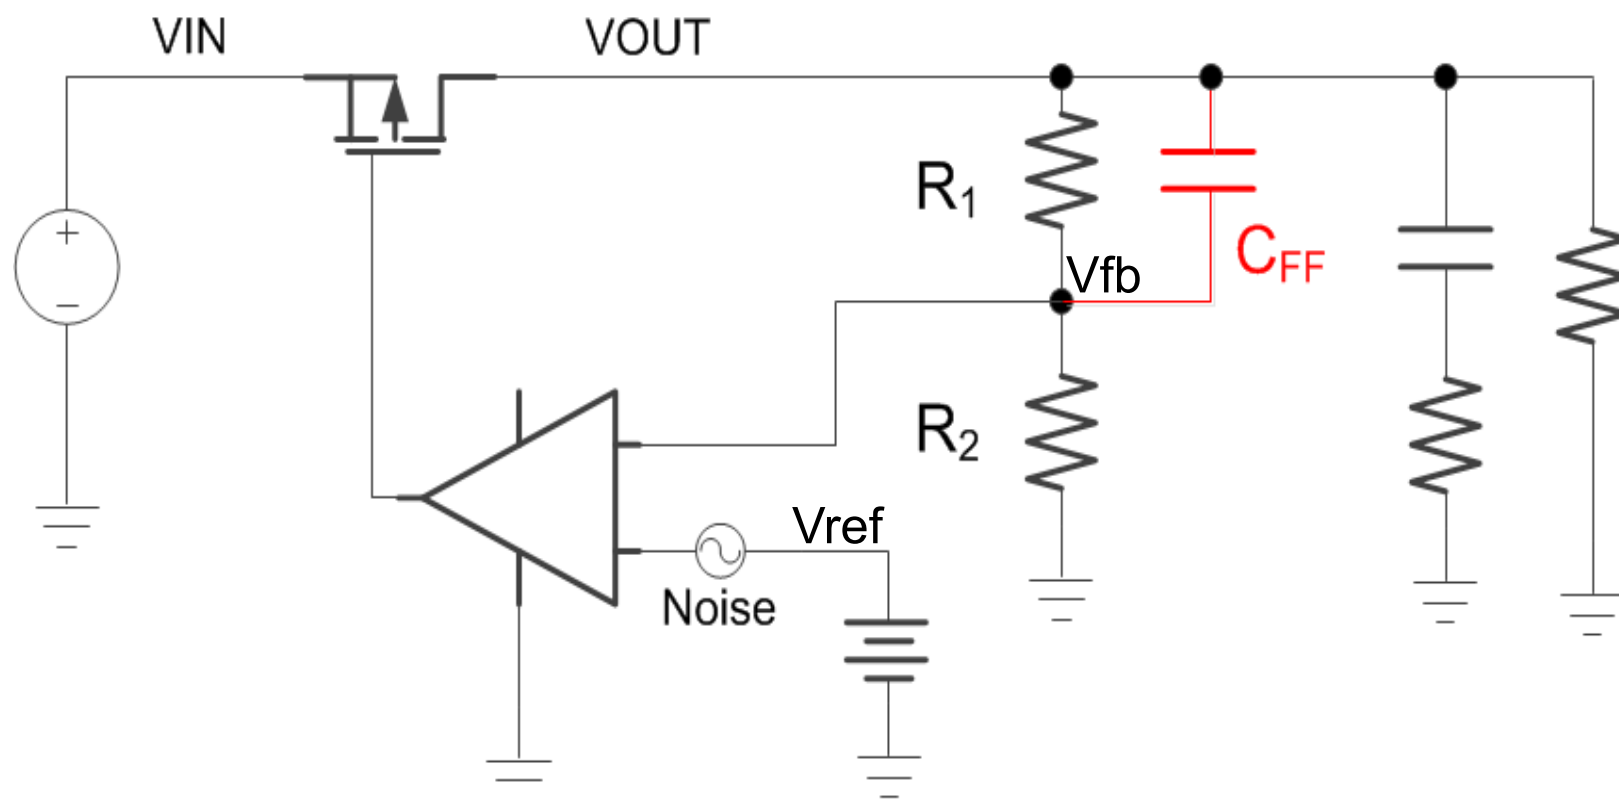 VIN
VOUT
R1
Vfb
CFF
R2
Vref
Noise
+
−